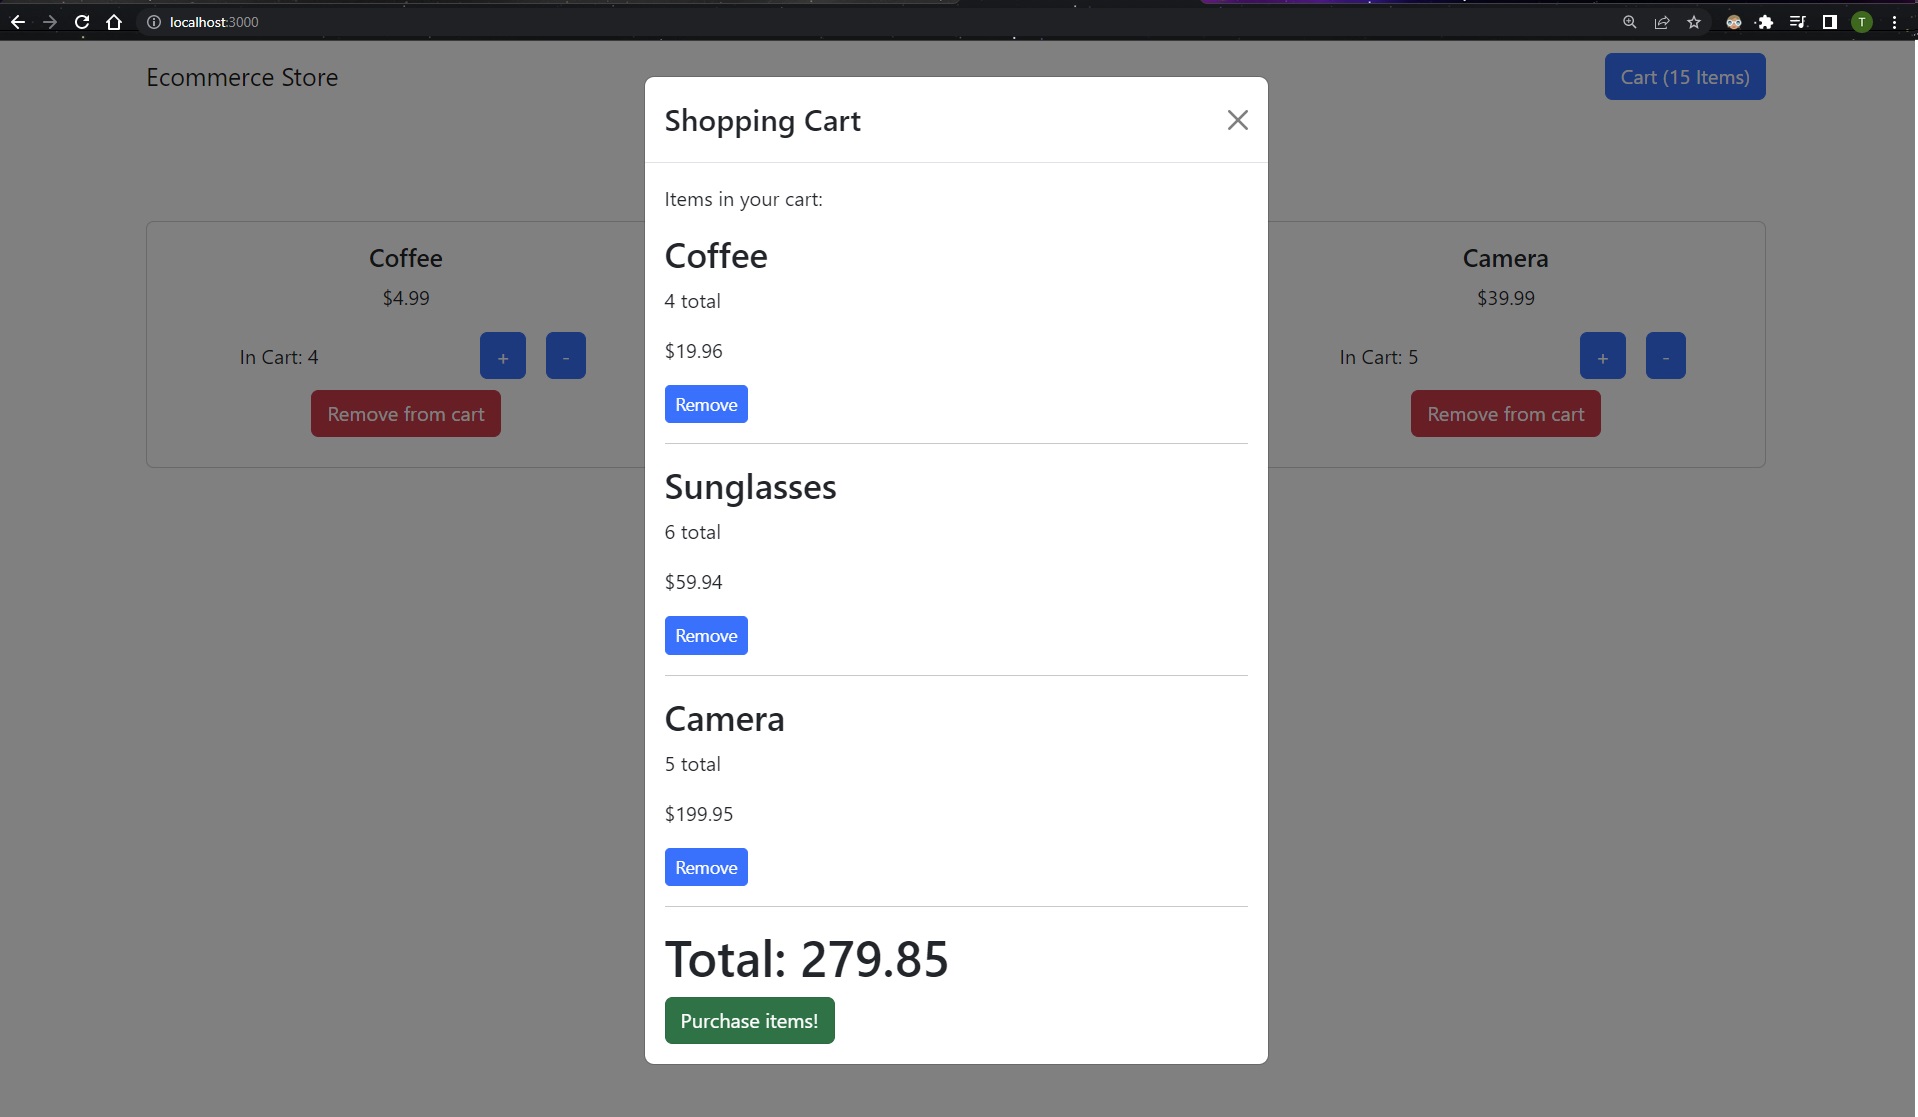 localhost:3000
T
Ecommerce Store
Cart (15 Items)
Coffee
$4.99
In Cart: 4
+
-
Remove from cart
Shopping Cart
Items in your cart:
Coffee
4 total
$19.96
Remove
Sunglasses
6 total
$59.94
Remove
Camera
5 total
$199.95
Remove
Total: 279.85
Purchase items!
Camera
$39.99
In Cart: 5
+
-
Remove from cart